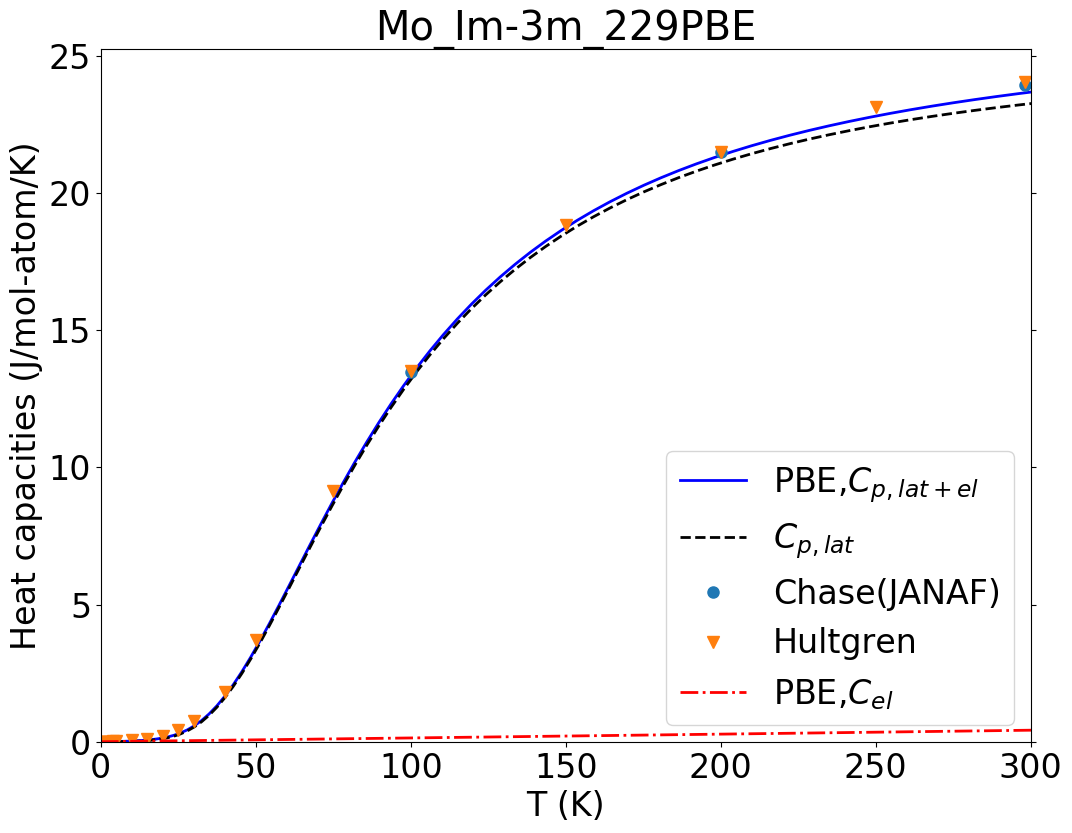 Mo_Im-3m_229PBE
Heat capacities (J/mol-atom/K)
25
20
15
10
5
0
PBE,C_{p,lat+el}
C_{p,lat}
Chase(JANAF)
Hultgren
PBE,C_{el}
0 50 100 150 200 250 300
T (K)